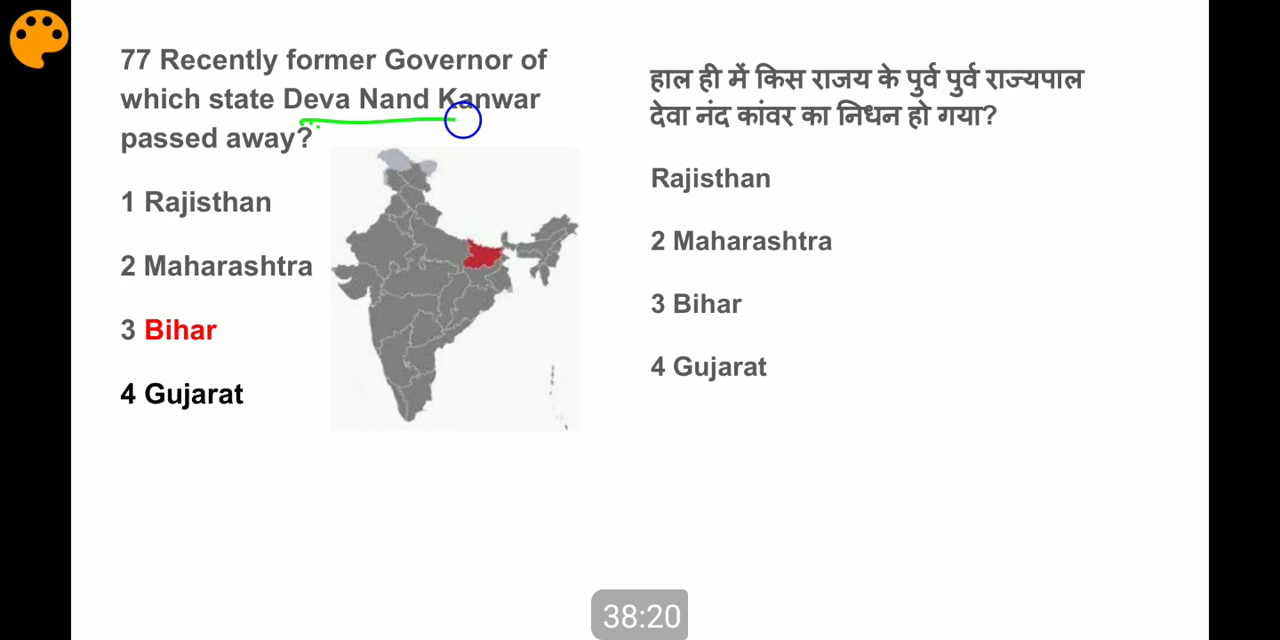 77 Recently former Governor of
which state Deva Nand Kanwar
passed away?
1 Rajisthan
2 Maharashtra
3 Bihar
4 Gujarat
हाल ही में किस राजय के पुर्व पुर्व राज्यपाल
देवा नंद कांवर का निधन हो गया?
Rajisthan
2 Maharashtra
3 Bihar
4 Gujarat
38:20